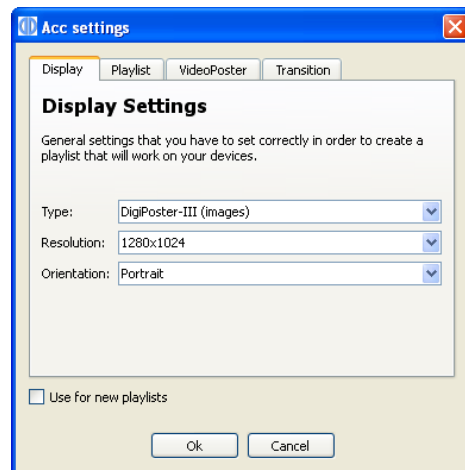 Acc settings
Display Playlist VideoPoster Transition
Display Settings
General settings that you have to set correctly in order to create a
playlist that will work on your devices.
Type: DigiPoster-III (images)
Resolution: 1280x1024
Orientation: Portrait
Use for new playlists
Ok Cancel